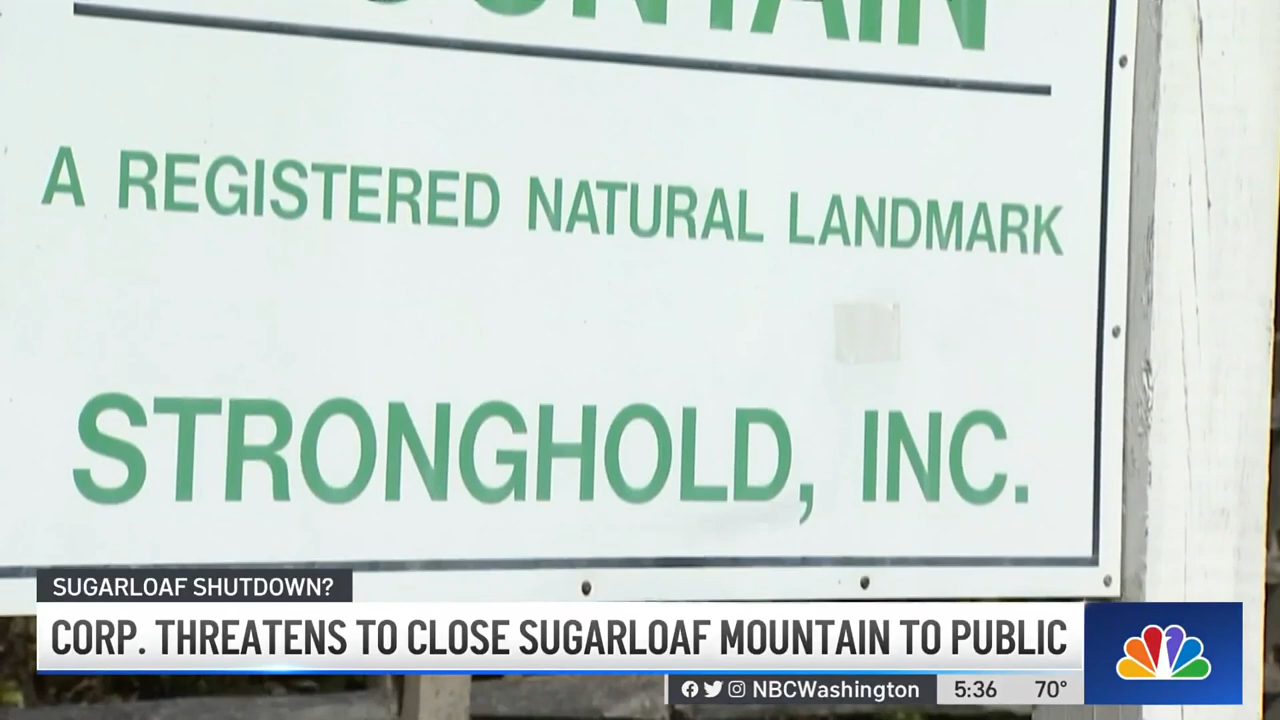 A REGISTERED NATURAL LANDMARK
STRONGHOLD, INC.
SUGARLOAF SHUTDOWN?
CORP. THREATENS TO CLOSE SUGARLOAF MOUNTAIN TO PUBLIC
NBCWashington 5:36 70°